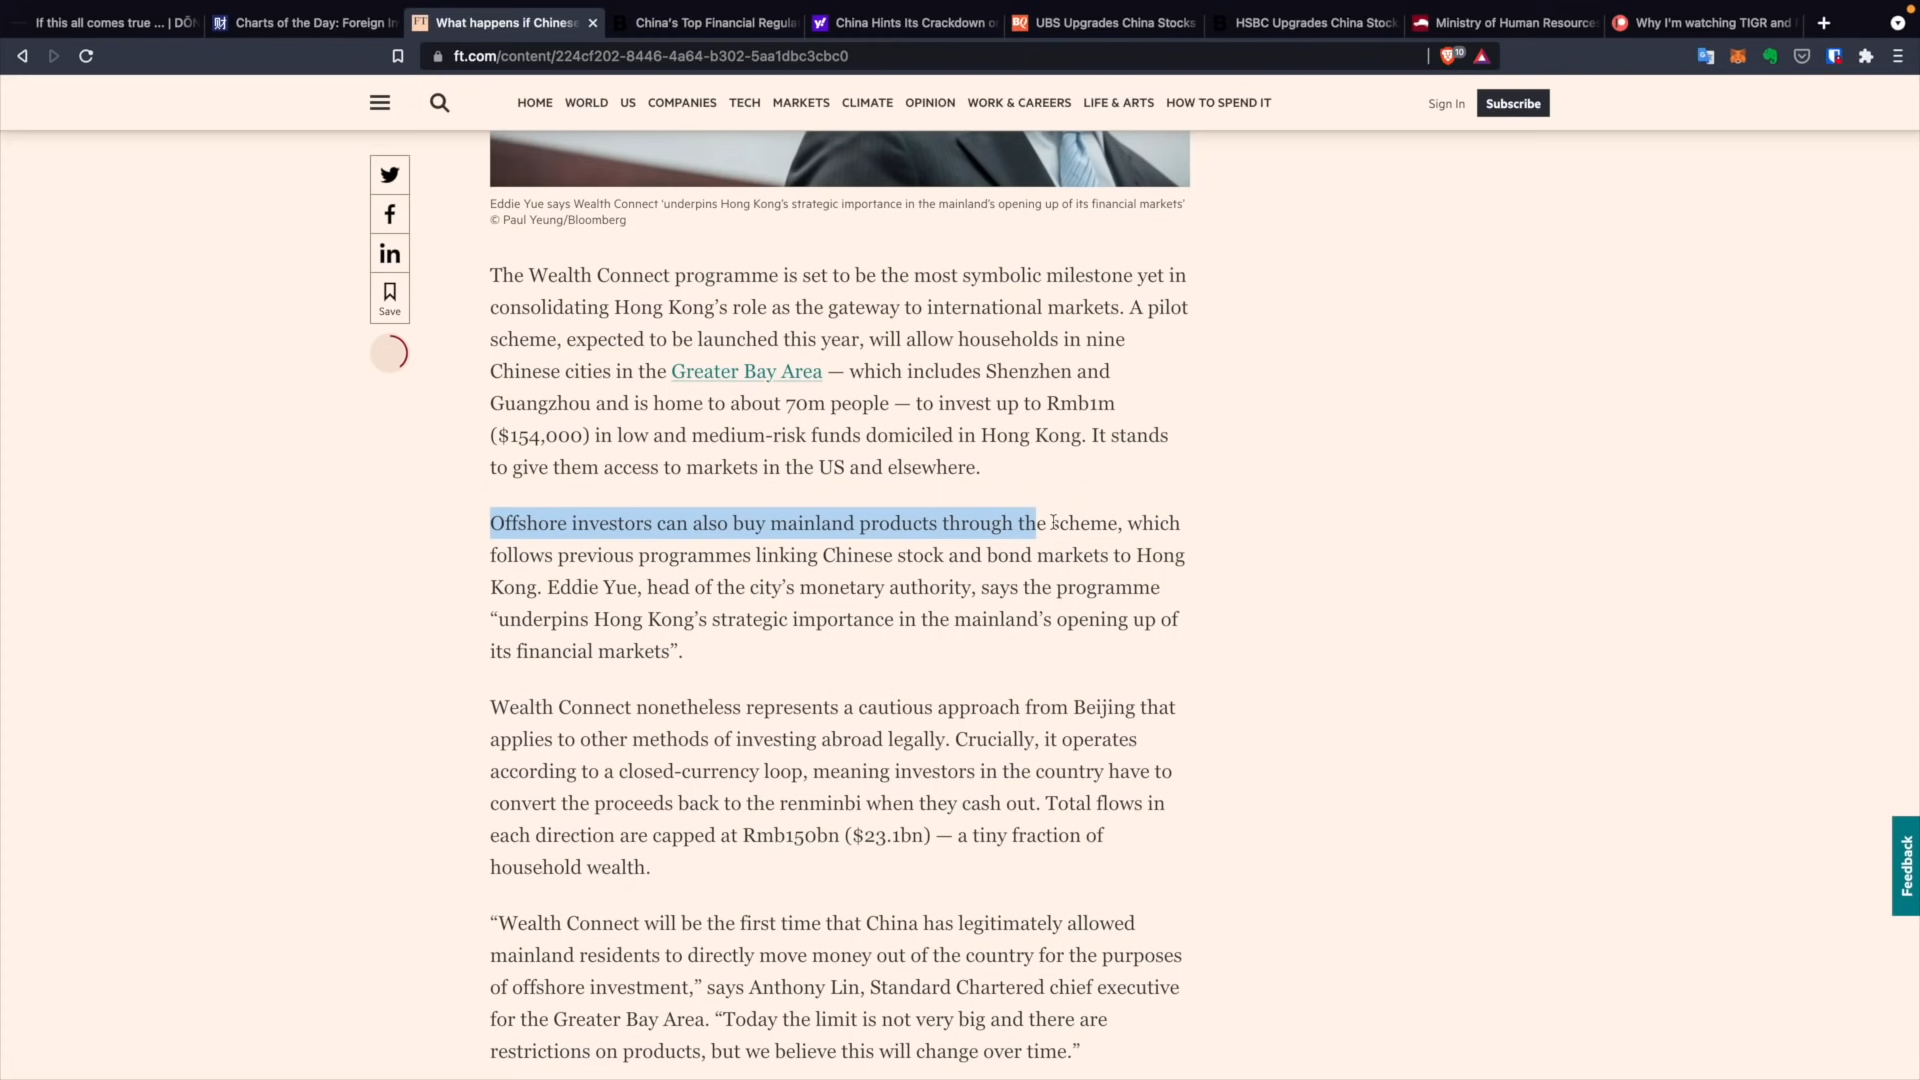 If this all comes true ... | DŌN
Charts of the Day: Foreign In
What happens if Chinese
China's Top Financial Regula
China Hints Its Crackdown o
UBS Upgrades China Stocks
HSBC Upgrades China Stock
Ministry of Human Resource
Why I'm watching TIGR and
ft.com/content/224cf202-8446-4a64-b302-5aa1dbc3cbc0
10
HOME WORLD US COMPANIES TECH MARKETS CLIMATE OPINION WORK & CAREERS LIFE & ARTS HOW TO SPEND IT
Sign In
Subscribe
Save
Eddie Yue says Wealth Connect ‘underpins Hong Kong’s strategic importance in the mainland’s opening up of its financial markets’
© Paul Yeung/Bloomberg
The Wealth Connect programme is set to be the most symbolic milestone yet in
consolidating Hong Kong’s role as the gateway to international markets. A pilot
scheme, expected to be launched this year, will allow households in nine
Chinese cities in the Greater Bay Area — which includes Shenzhen and
Guangzhou and is home to about 70m people — to invest up to Rmb1m
($154,000) in low and medium-risk funds domiciled in Hong Kong. It stands
to give them access to markets in the US and elsewhere.
Offshore investors can also buy mainland products through the scheme, which
follows previous programmes linking Chinese stock and bond markets to Hong
Kong. Eddie Yue, head of the city’s monetary authority, says the programme
“underpins Hong Kong’s strategic importance in the mainland’s opening up of
its financial markets”.
Wealth Connect nonetheless represents a cautious approach from Beijing that
applies to other methods of investing abroad legally. Crucially, it operates
according to a closed-currency loop, meaning investors in the country have to
convert the proceeds back to the renminbi when they cash out. Total flows in
each direction are capped at Rmb150bn ($23.1bn) — a tiny fraction of
household wealth.
“Wealth Connect will be the first time that China has legitimately allowed
mainland residents to directly move money out of the country for the purposes
of offshore investment,” says Anthony Lin, Standard Chartered chief executive
for the Greater Bay Area. “Today the limit is not very big and there are
restrictions on products, but we believe this will change over time.”
Feedback